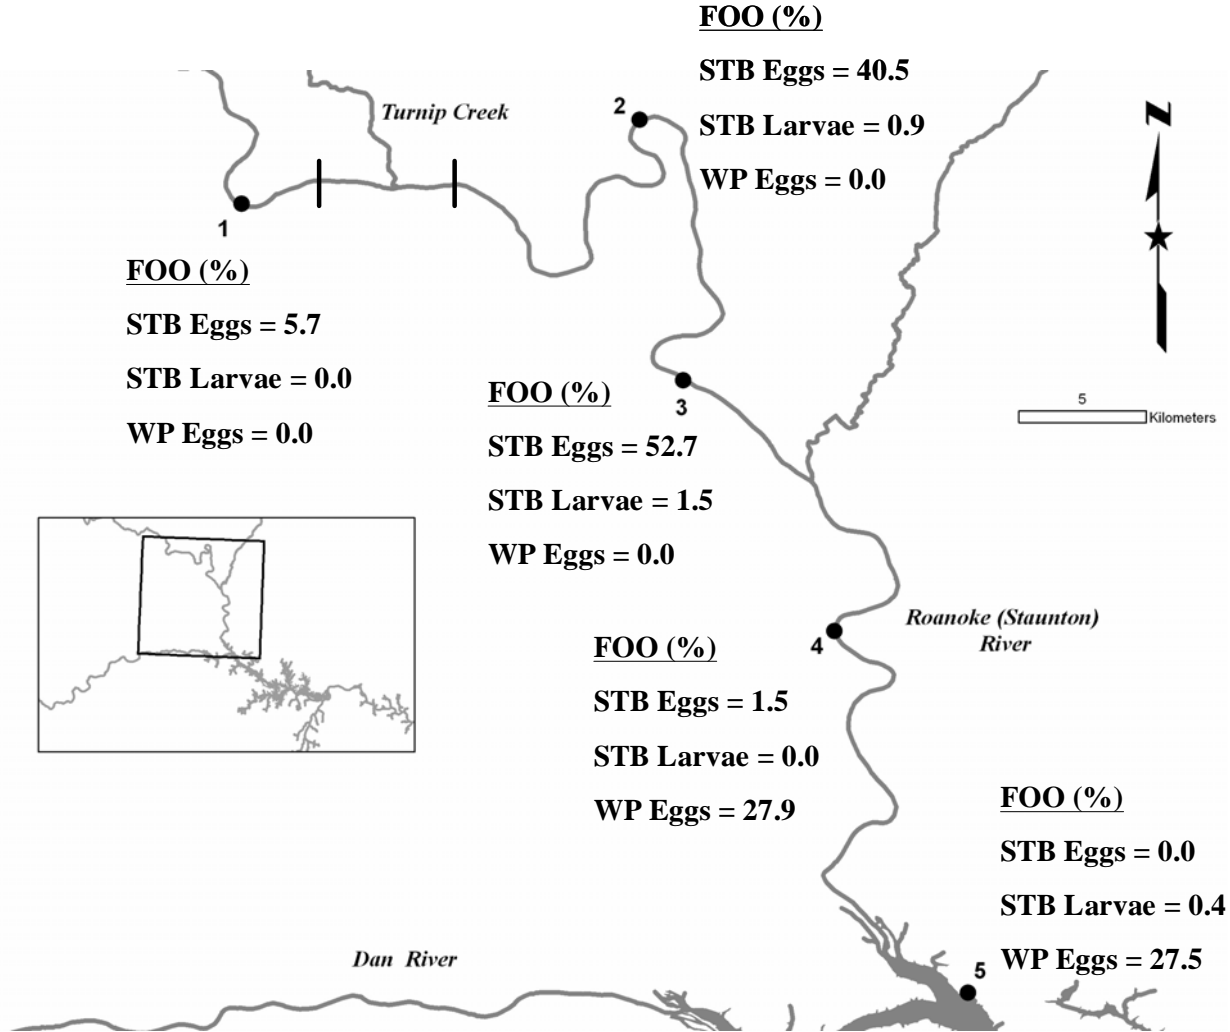 FOO (%)
STB Eggs = 40.5
STB Larvae = 0.9
WP Eggs = 0.0
Turnip Creek
2
N
1
FOO (%)
STB Eggs = 5.7
STB Larvae = 0.0
WP Eggs = 0.0
3
FOO (%)
STB Eggs = 52.7
STB Larvae = 1.5
WP Eggs = 0.0
5
Kilometers
Roanoke (Staunton)
River
4
FOO (%)
STB Eggs = 1.5
STB Larvae = 0.0
WP Eggs = 27.9
FOO (%)
STB Eggs = 0.0
STB Larvae = 0.4
WP Eggs = 27.5
5
Dan River